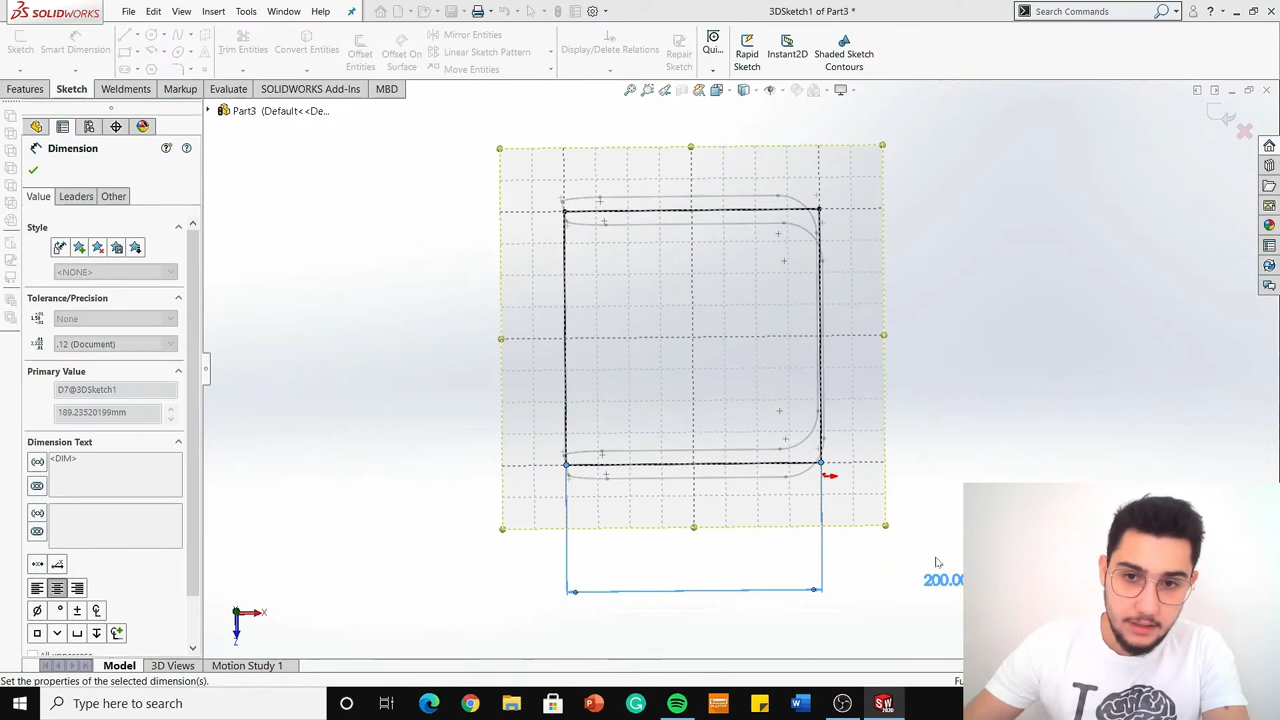 SOLIDWORKS File Edit View Insert Tools Window Help 3DSketch1 of Part3 * Search Commands
Sketch Smart Dimension Trim Entities Convert Entities Offset Entities Offset On Surface Mirror Entities Linear Sketch Pattern Move Entities Display/Delete Relations Repair Sketch Qui... Rapid Sketch Instant2D Shaded Sketch Contours
Features Sketch Weldments Markup Evaluate SOLIDWORKS Add-Ins MBD
Part3 (Default<<De...
Dimension
Value Leaders Other
Style
<NONE>
Tolerance/Precision
None
.12 (Document)
Primary Value
D7@3DSketch1
189.23520199mm
Dimension Text
<DIM>
200.00
X
Z
Model 3D Views Motion Study 1
Set the properties of the selected dimension(s).
Type here to search
SW
2020
I